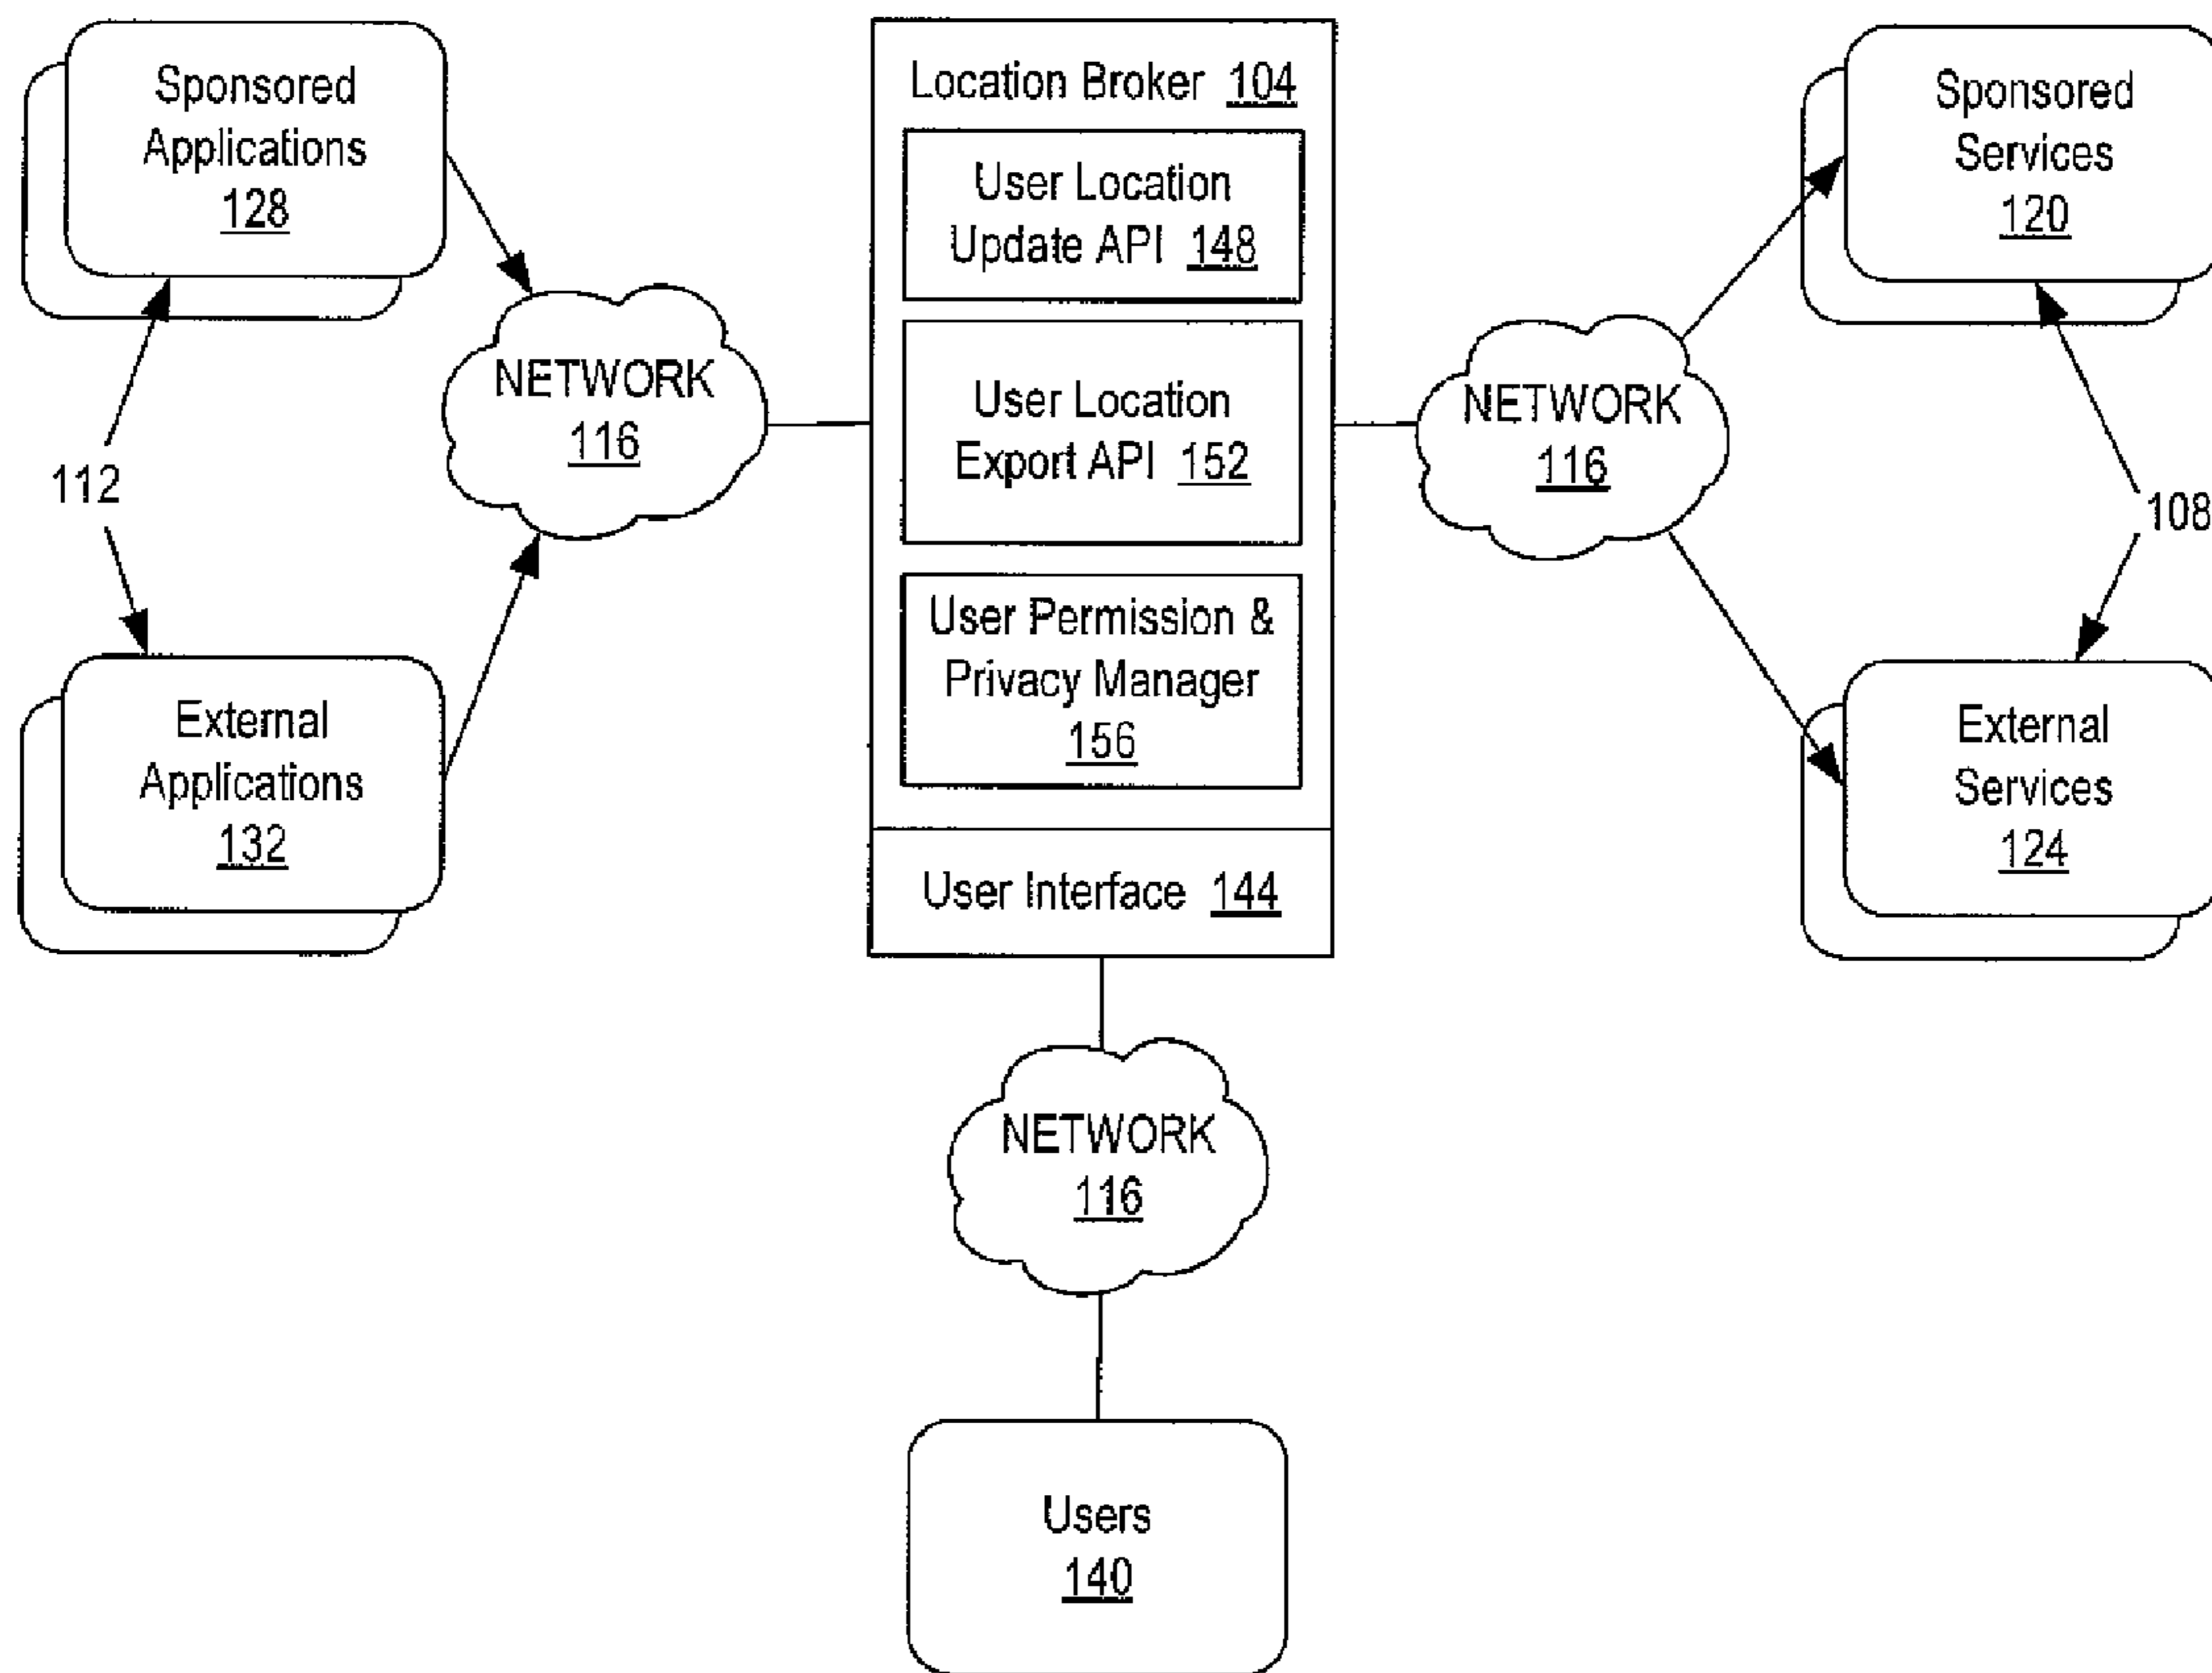 Sponsored
Applications
128
112
External
Applications
132
NETWORK
116
Location Broker 104
User Location
Update API 148
User Location
Export API 152
User Permission &
Privacy Manager
156
User Interface 144
NETWORK
116
Sponsored
Services
120
108
External
Services
124
NETWORK
116
Users
140